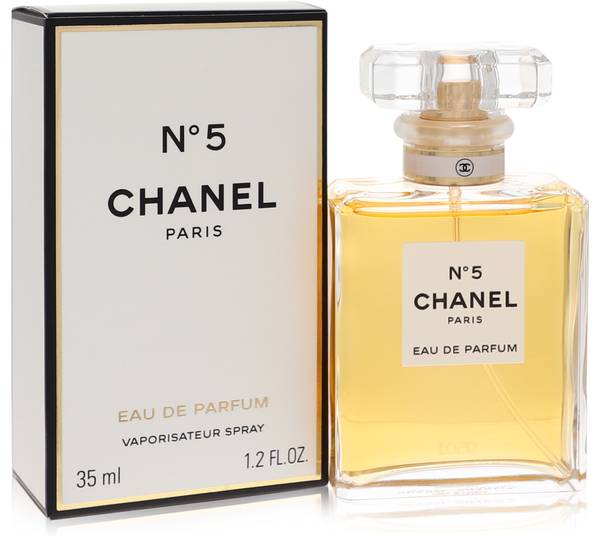 N°5
CHANEL
PARIS
EAU DE PARFUM
VAPORISATEUR SPRAY
35 ml 1.2 FL.OZ.
N°5
CHANEL
PARIS
EAU DE PARFUM